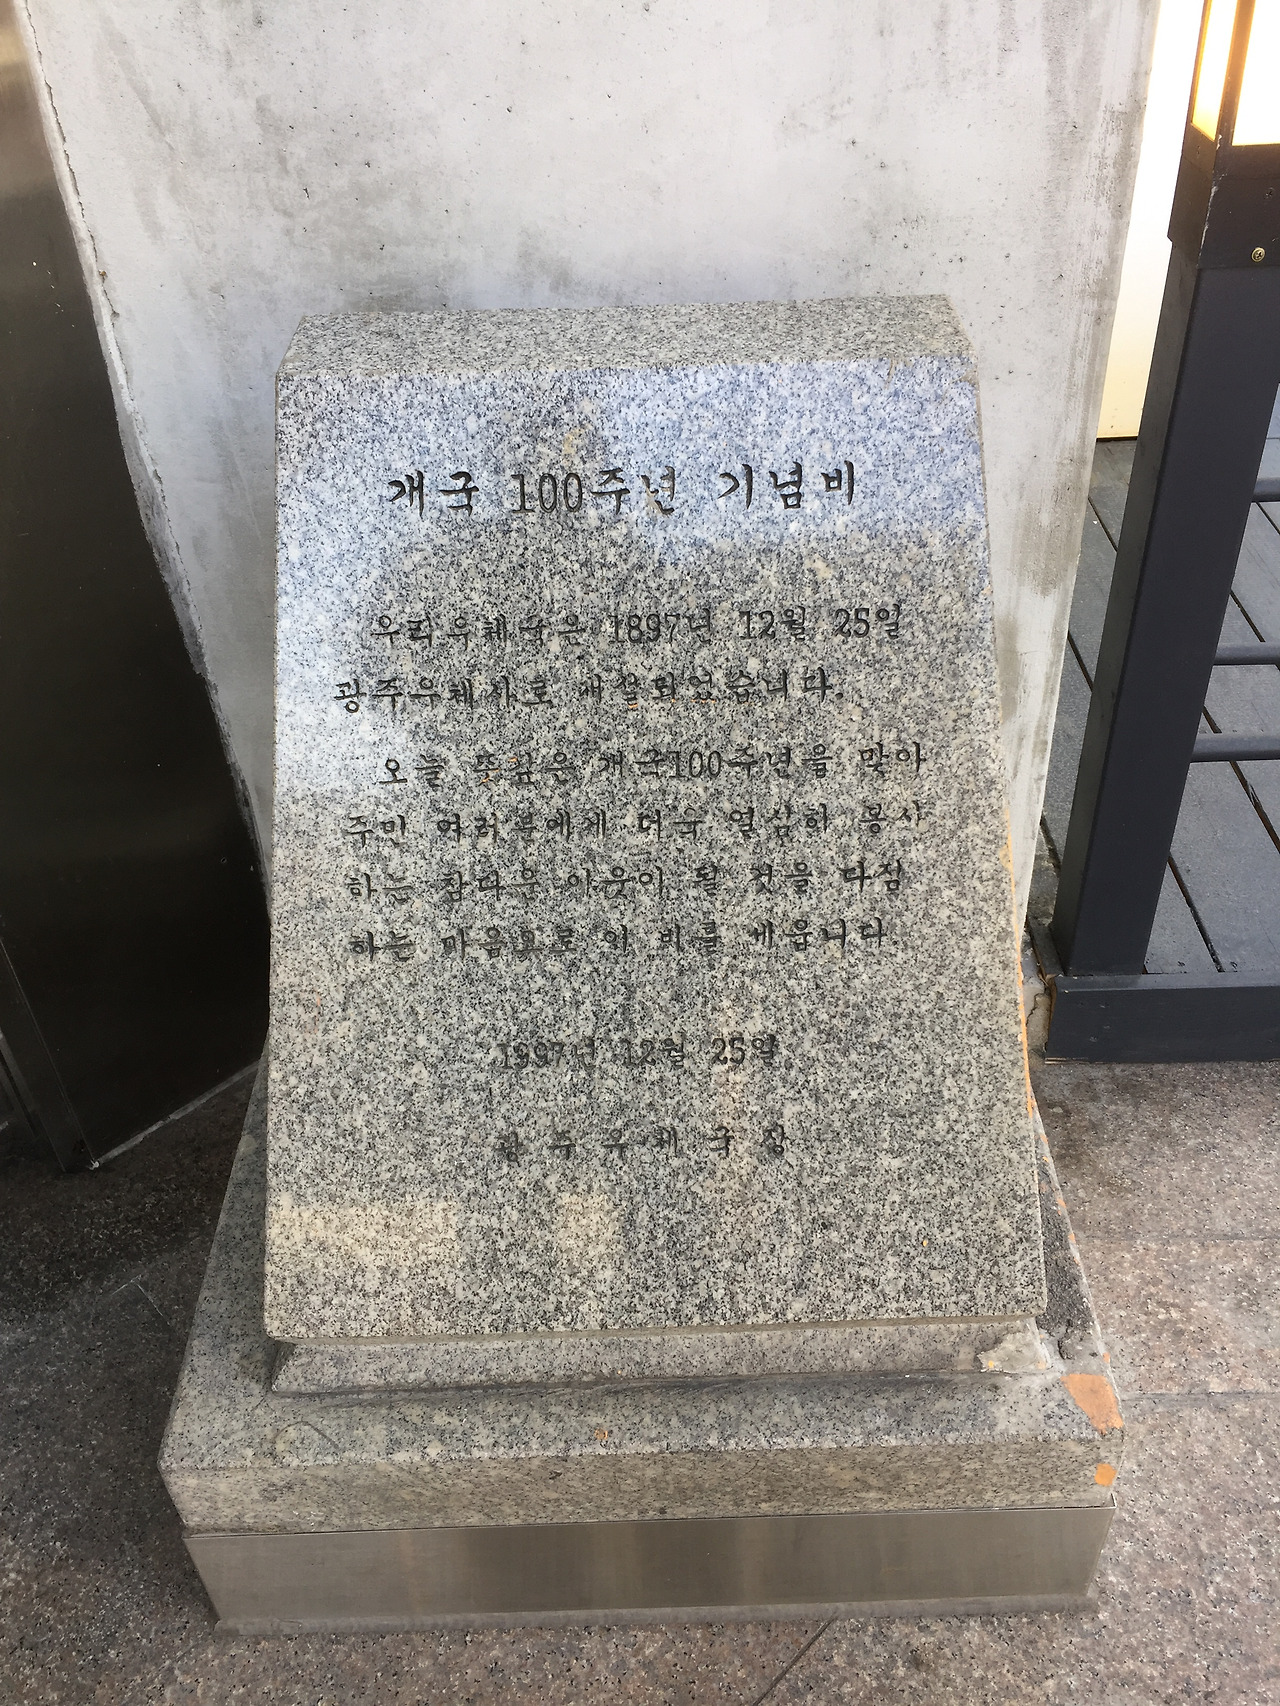 개국 100주년 기념비
우리우체국은 1897년 12월 25일
광주우체사로 개설되었습니다.
오늘 뜻깊은 개국100주년을 맞아
주민 여러분에게 더욱 열심히 봉사
하는 참다운 이웃이 될 것을 다짐
하는 마음으로 이 비를 세웁니다
1997년 12월 25일
광주우체국장